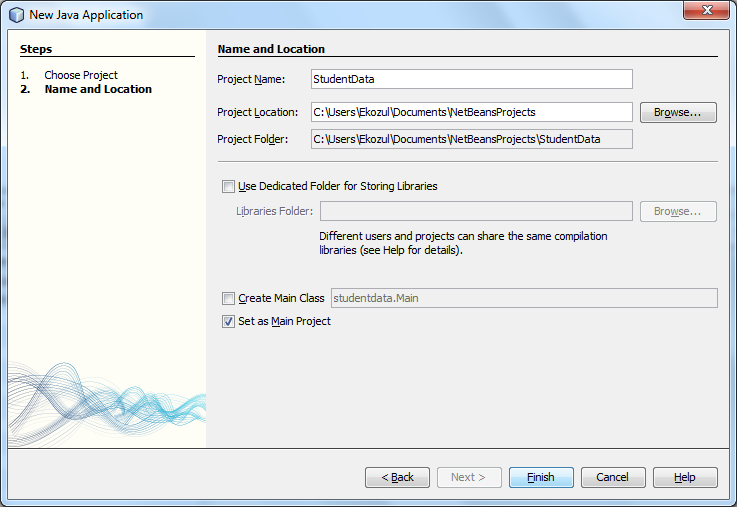 New Java Application
Steps
1. Choose Project
2. Name and Location
Name and Location
Project Name: StudentData
Project Location: C:\Users\Ekozul\Documents\NetBeansProjects Browse...
Project Folder: C:\Users\Ekozul\Documents\NetBeansProjects\StudentData
Use Dedicated Folder for Storing Libraries
Libraries Folder: Browse...
Different users and projects can share the same compilation
libraries (see Help for details).
Create Main Class studentdata.Main
Set as Main Project
< Back Next > Finish Cancel Help